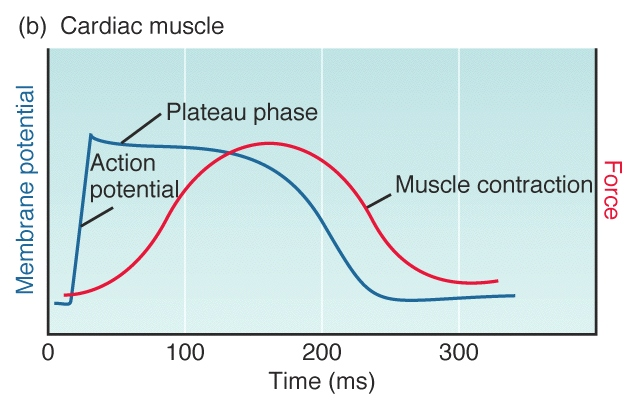 (b) Cardiac muscle
Membrane potential
Plateau phase
Action
potential
Muscle contraction
Force
0 100 200 300
Time (ms)